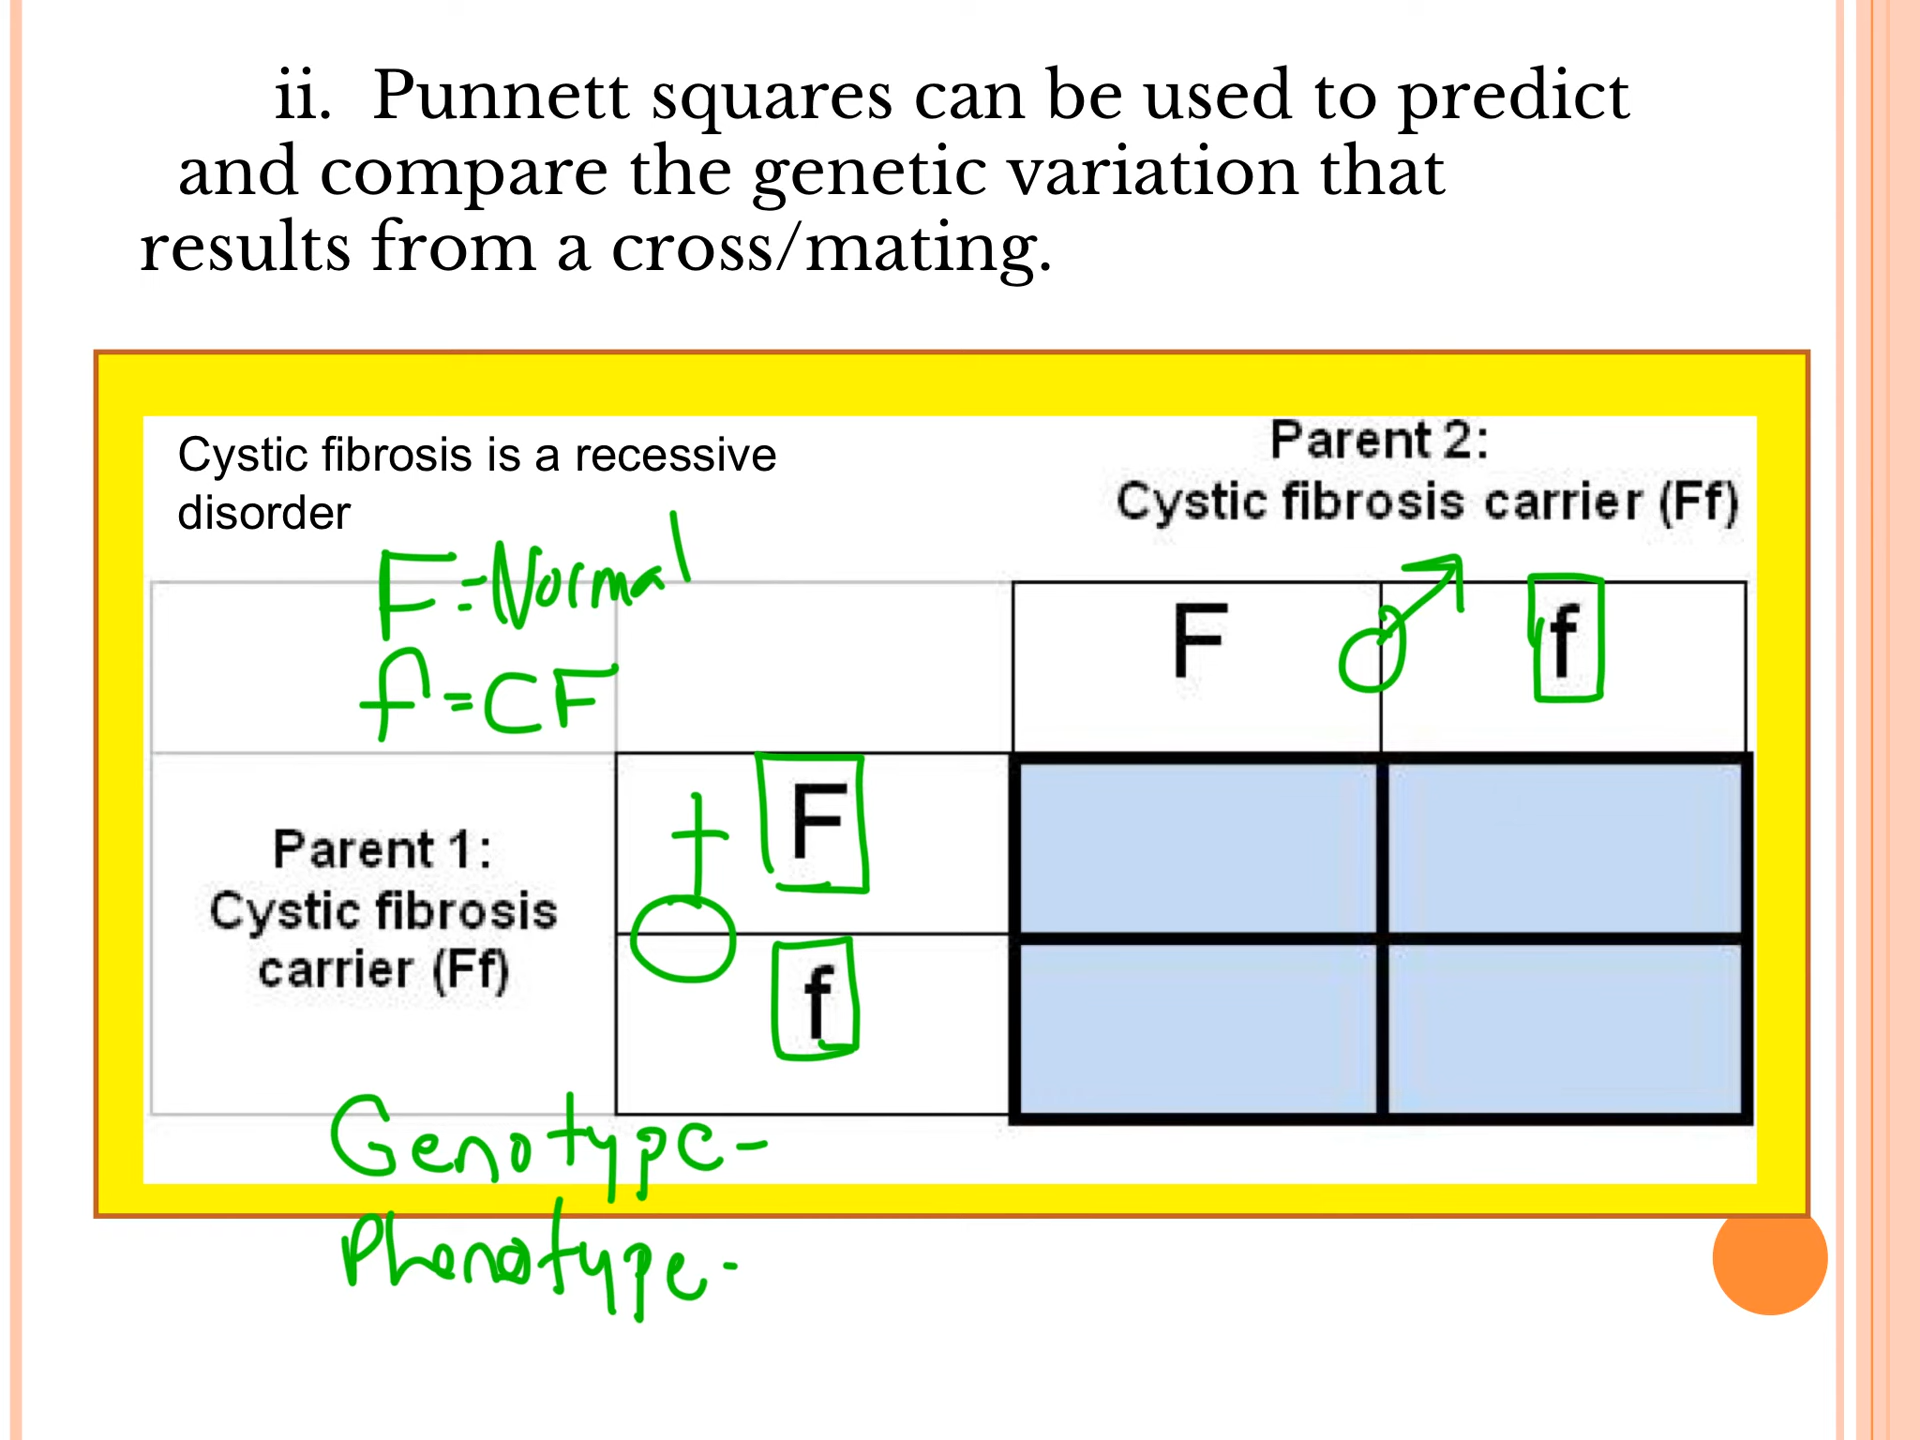 ii. Punnett squares can be used to predict
and compare the genetic variation that
results from a cross/mating.
Cystic fibrosis is a recessive
disorder
Parent 2:
Cystic fibrosis carrier (Ff)
F=Normal
f=CF
F
f
Parent 1:
Cystic fibrosis
carrier (Ff)
F
f
Genotype-
Phenotype-